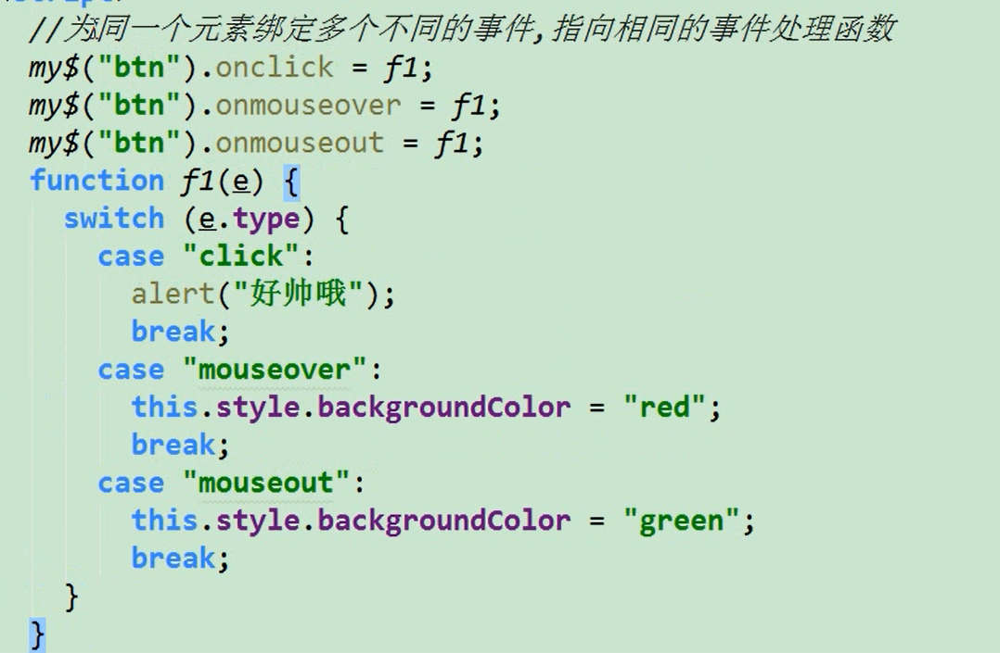 //为同一个元素绑定多个不同的事件,指向相同的事件处理函数
my$("btn").onclick = f1;
my$("btn").onmouseover = f1;
my$("btn").onmouseout = f1;
function f1(e) {
switch (e.type) {
case "click":
alert("好帅哦");
break;
case "mouseover":
this.style.backgroundColor = "red";
break;
case "mouseout":
this.style.backgroundColor = "green";
break;
}
}